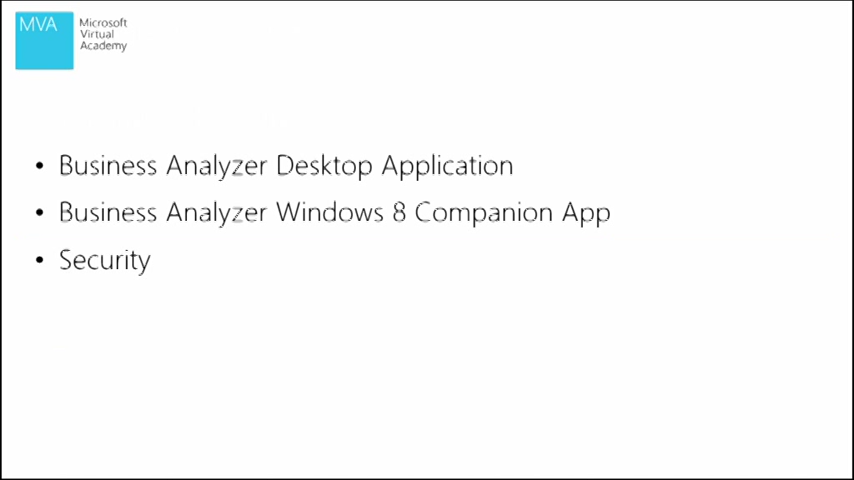 MVA
Microsoft
Virtual
Academy
• Business Analyzer Desktop Application
• Business Analyzer Windows 8 Companion App
• Security